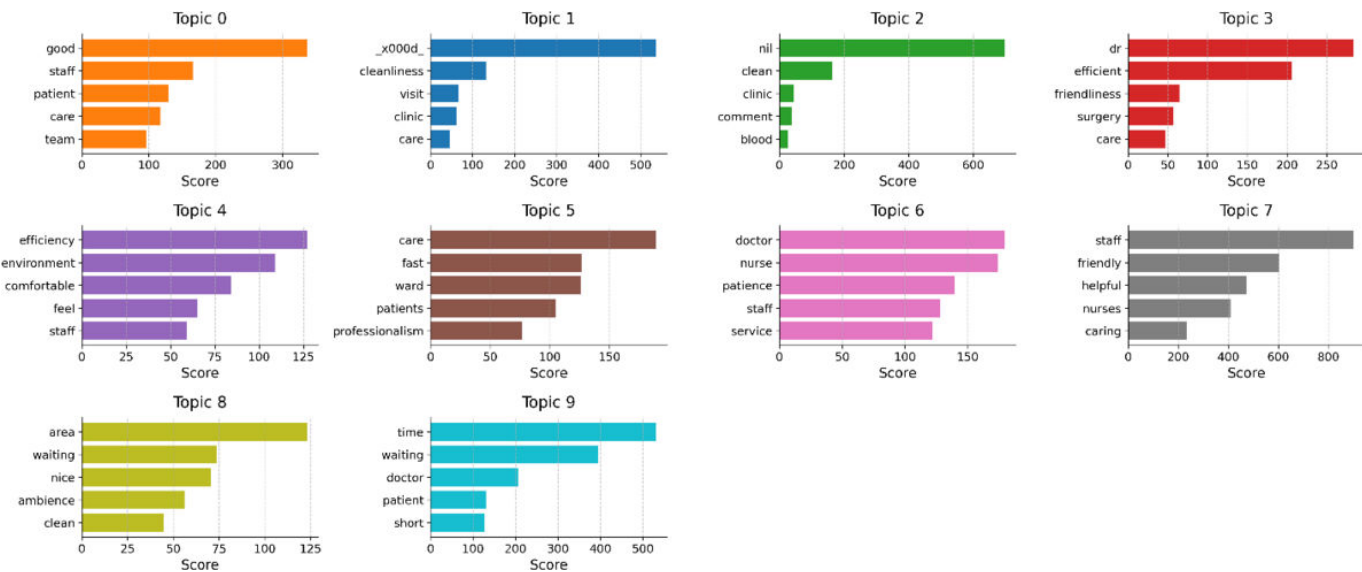 Topic 0
good
staff
patient
care
team
0 100 200 300
Score
Topic 1
_x000d_
cleanliness
visit
clinic
care
0 100 200 300 400 500
Score
Topic 2
nil
clean
clinic
comment
blood
0 200 400 600
Score
Topic 3
dr
efficient
friendliness
surgery
care
0 50 100 150 200 250
Score
Topic 4
efficiency
environment
comfortable
feel
staff
0 25 50 75 100 125
Score
Topic 5
care
fast
ward
patients
professionalism
0 50 100 150
Score
Topic 6
doctor
nurse
patience
staff
service
0 50 100 150
Score
Topic 7
staff
friendly
helpful
nurses
caring
0 200 400 600 800
Score
Topic 8
area
waiting
nice
ambience
clean
0 25 50 75 100 125
Score
Topic 9
time
waiting
doctor
patient
short
0 100 200 300 400 500
Score